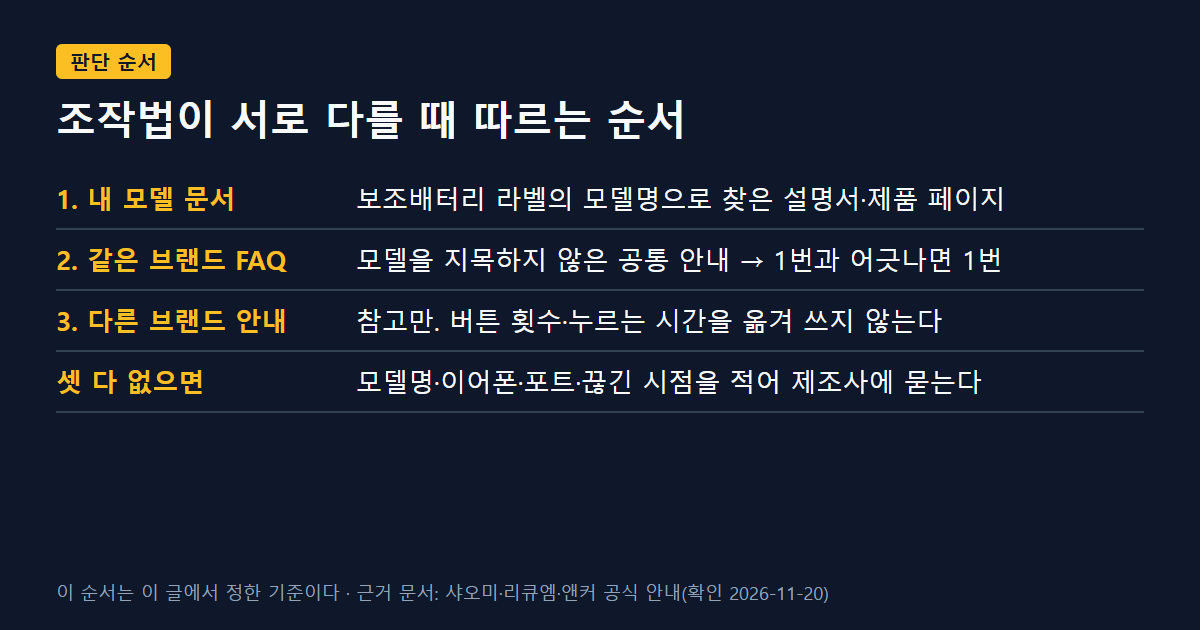 판단 순서
조작법이 서로 다를 때 따르는 순서
1. 내 모델 문서 보조배터리 라벨의 모델명으로 찾은 설명서·제품 페이지
2. 같은 브랜드 FAQ 모델을 지목하지 않은 공통 안내 → 1번과 어긋나면 1번
3. 다른 브랜드 안내 참고만. 버튼 횟수·누르는 시간을 옮겨 쓰지 않는다
셋 다 없으면 모델명·이어폰·포트·끊긴 시점을 적어 제조사에 묻는다
이 순서는 이 글에서 정한 기준이다 · 근거 문서: 샤오미·리큐엠·앤커 공식 안내(확인 2026-11-20)